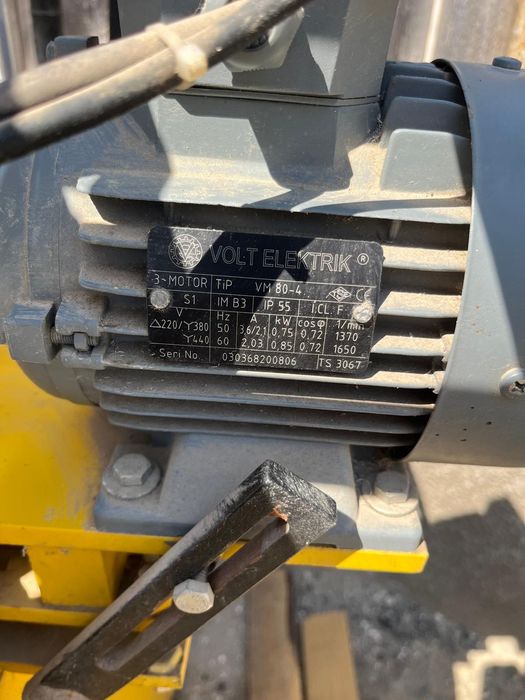 VOLT ELEKTRIK ®
3~MOTOR TiP VM 80-4 CE
S1 IM B3 IP 55 I.CL. F
V Hz A kW cosφ 1/min
△220/Y380 50 3.6/2.1 0,75 0,72 1370
Y440 60 2,03 0,85 0,72 1650
Seri No. 030368200806 TS 3067